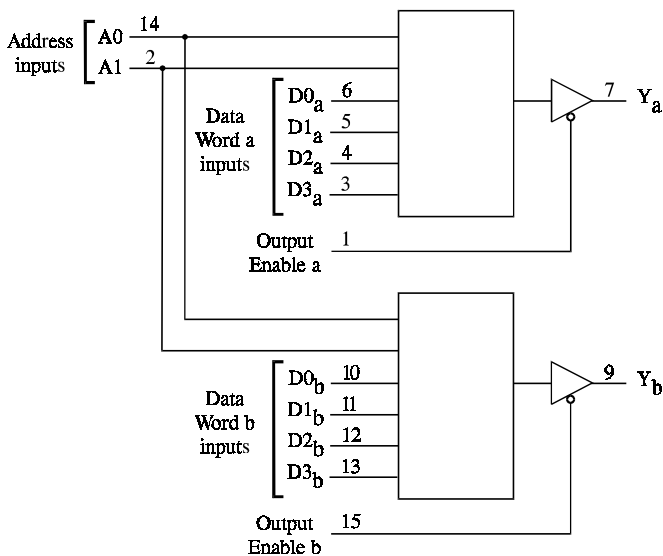 Address
inputs
A0 14
A1 2
Data
Word a
inputs
D0a 6
D1a 5
D2a 4
D3a 3
7 Ya
Output
Enable a
1
Data
Word b
inputs
D0b 10
D1b 11
D2b 12
D3b 13
9 Yb
Output
Enable b
15